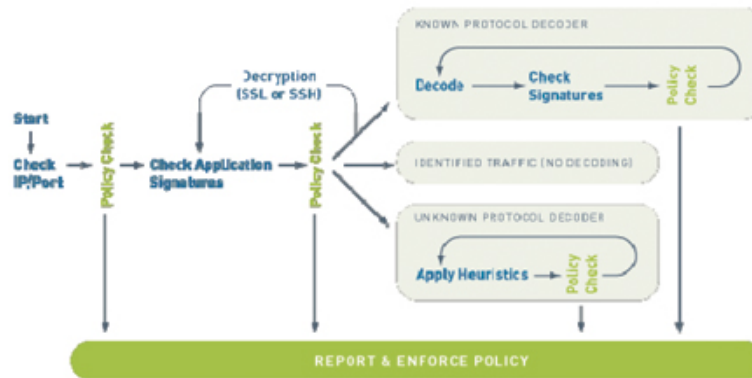 KNOWN PROTOCOL DECODER
Decryption
(SSL or SSH)
Decode
Check
Signatures
Policy
Check
Start
Check
IP/Port
Policy Check
Check Application
Signatures
Policy Check
IDENTIFIED TRAFFIC (NO DECODING)
UNKNOWN PROTOCOL DECODER
Apply Heuristics
Policy
Check
REPORT & ENFORCE POLICY